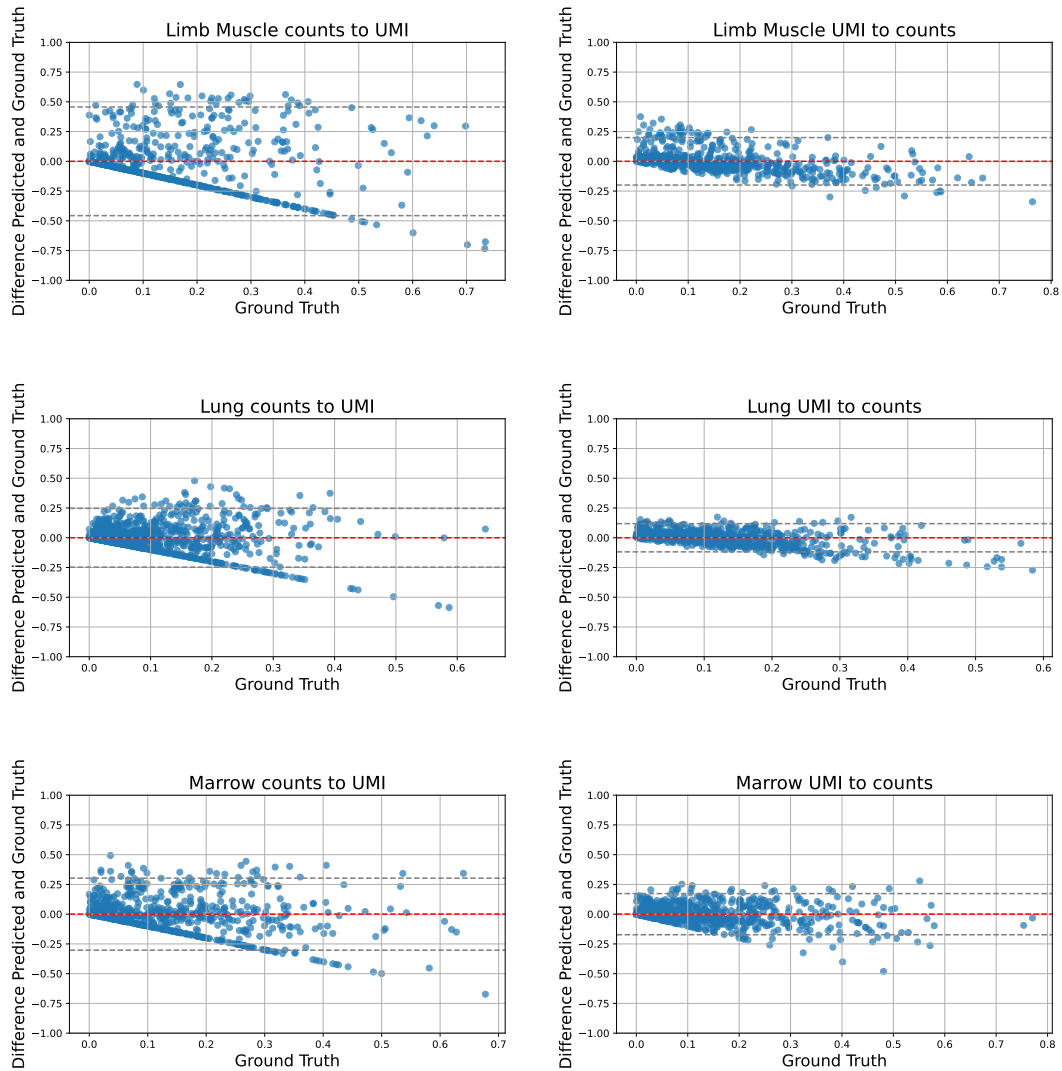 Limb Muscle counts to UMI
Difference Predicted and Ground Truth
1.00
0.75
0.50
0.25
0.00
−0.25
−0.50
−0.75
−1.00
0.0 0.1 0.2 0.3 0.4 0.5 0.6 0.7
Ground Truth
Limb Muscle UMI to counts
Difference Predicted and Ground Truth
1.00
0.75
0.50
0.25
0.00
−0.25
−0.50
−0.75
−1.00
0.0 0.1 0.2 0.3 0.4 0.5 0.6 0.7 0.8
Ground Truth
Lung counts to UMI
Difference Predicted and Ground Truth
1.00
0.75
0.50
0.25
0.00
−0.25
−0.50
−0.75
−1.00
0.0 0.1 0.2 0.3 0.4 0.5 0.6
Ground Truth
Lung UMI to counts
Difference Predicted and Ground Truth
1.00
0.75
0.50
0.25
0.00
−0.25
−0.50
−0.75
−1.00
0.0 0.1 0.2 0.3 0.4 0.5 0.6
Ground Truth
Marrow counts to UMI
Difference Predicted and Ground Truth
1.00
0.75
0.50
0.25
0.00
−0.25
−0.50
−0.75
−1.00
0.0 0.1 0.2 0.3 0.4 0.5 0.6 0.7
Ground Truth
Marrow UMI to counts
Difference Predicted and Ground Truth
1.00
0.75
0.50
0.25
0.00
−0.25
−0.50
−0.75
−1.00
0.0 0.1 0.2 0.3 0.4 0.5 0.6 0.7 0.8
Ground Truth